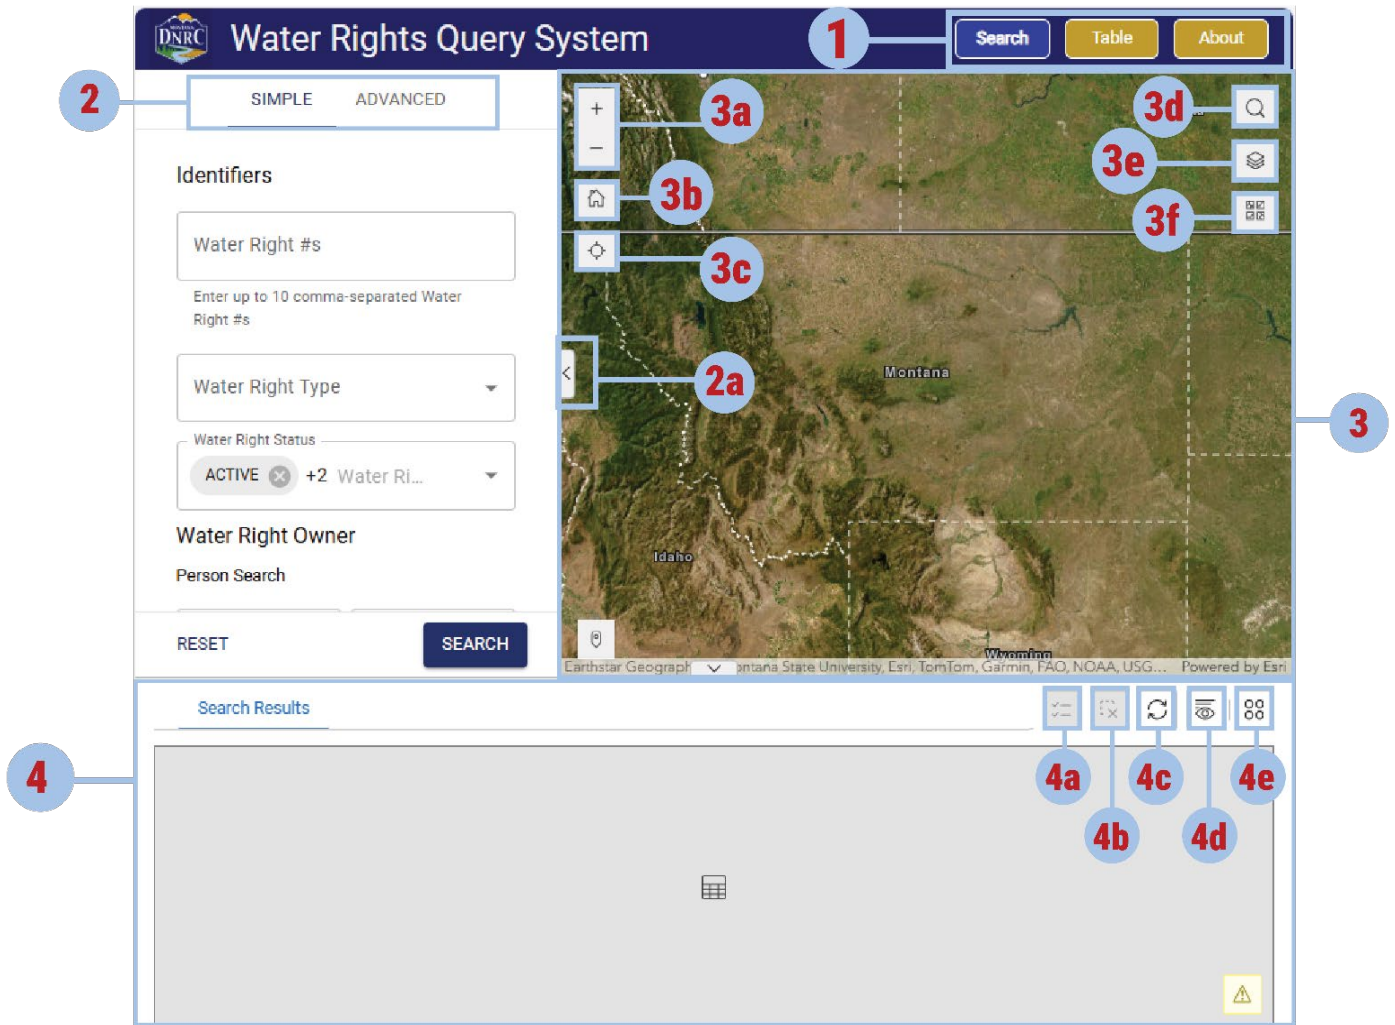 MONTANA
DNRC
Water Rights Query System
1
Search
Table
About
2
SIMPLE
ADVANCED
Identifiers
Water Right #s
Enter up to 10 comma-separated Water
Right #s
Water Right Type
Water Right Status
ACTIVE
+2
Water Ri...
Water Right Owner
Person Search
RESET
SEARCH
3a
3b
3c
2a
3d
3e
3f
3
Montana
Idaho
Wyoming
Earthstar Geograph
ontana State University, Esri, TomTom, Garmin, FAO, NOAA, USG...
Powered by Esri
4
Search Results
4a
4b
4c
4d
4e